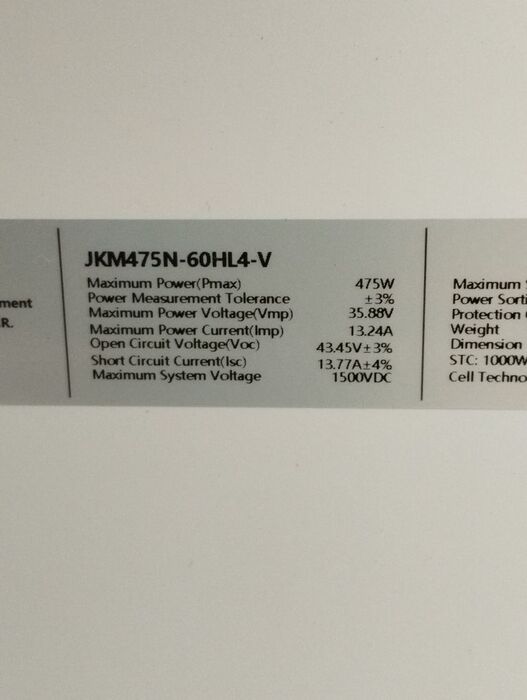 ment
R.
JKM475N-60HL4-V
Maximum Power(Pmax) 475W
Power Measurement Tolerance ±3%
Maximum Power Voltage(Vmp) 35.88V
Maximum Power Current(Imp) 13.24A
Open Circuit Voltage(Voc) 43.45V±3%
Short Circuit Current(Isc) 13.77A±4%
Maximum System Voltage 1500VDC
Maximum
Power Sorti
Protection
Weight
Dimension
STC: 1000W
Cell Techno